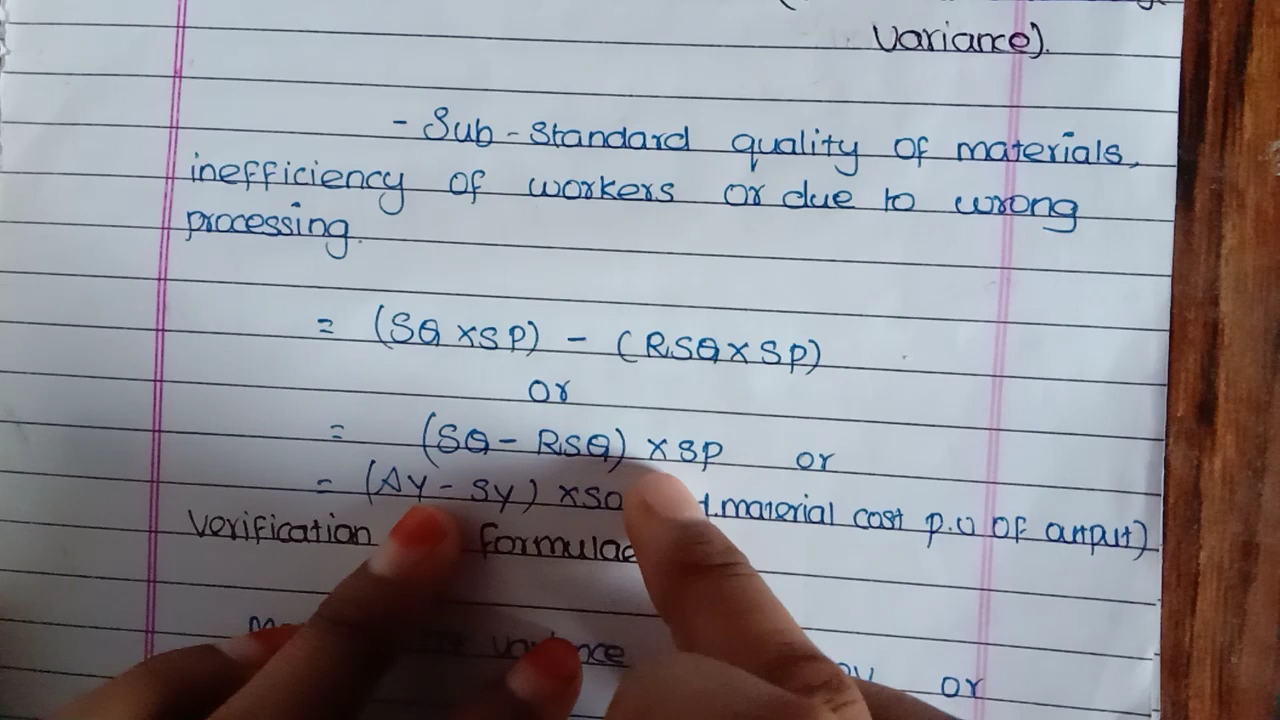 variance).
- Sub-standard quality of materials,
inefficiency of workers or due to wrong
processing.
= (SQ x SP) - (RSQ x SP)
or
= (SQ - RSQ) x SP or
= (AY - SY) x SO material cost p.u of output)
Verification formulae
variance or